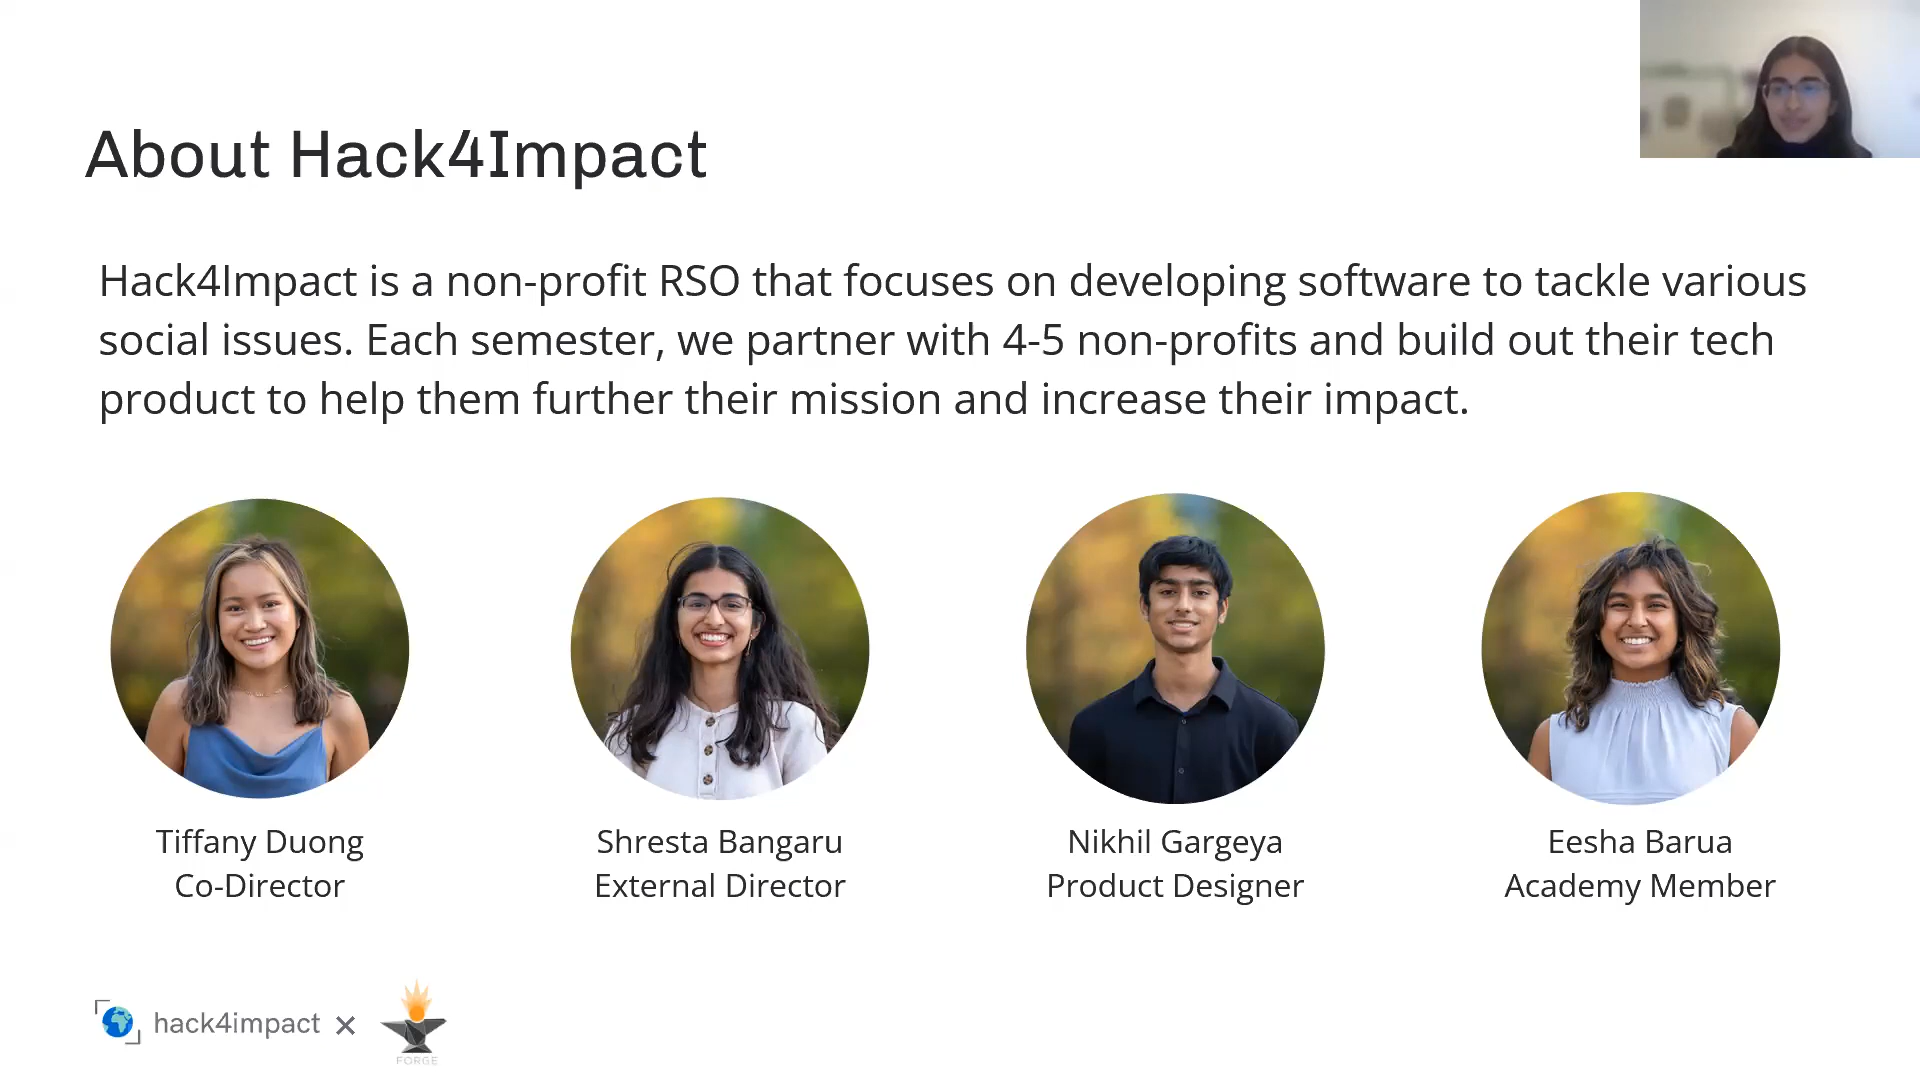 About Hack4Impact
Hack4Impact is a non-profit RSO that focuses on developing software to tackle various
social issues. Each semester, we partner with 4-5 non-profits and build out their tech
product to help them further their mission and increase their impact.
Tiffany Duong
Co-Director
Shresta Bangaru
External Director
Nikhil Gargeya
Product Designer
Eesha Barua
Academy Member
hack4impact ×
FORGE